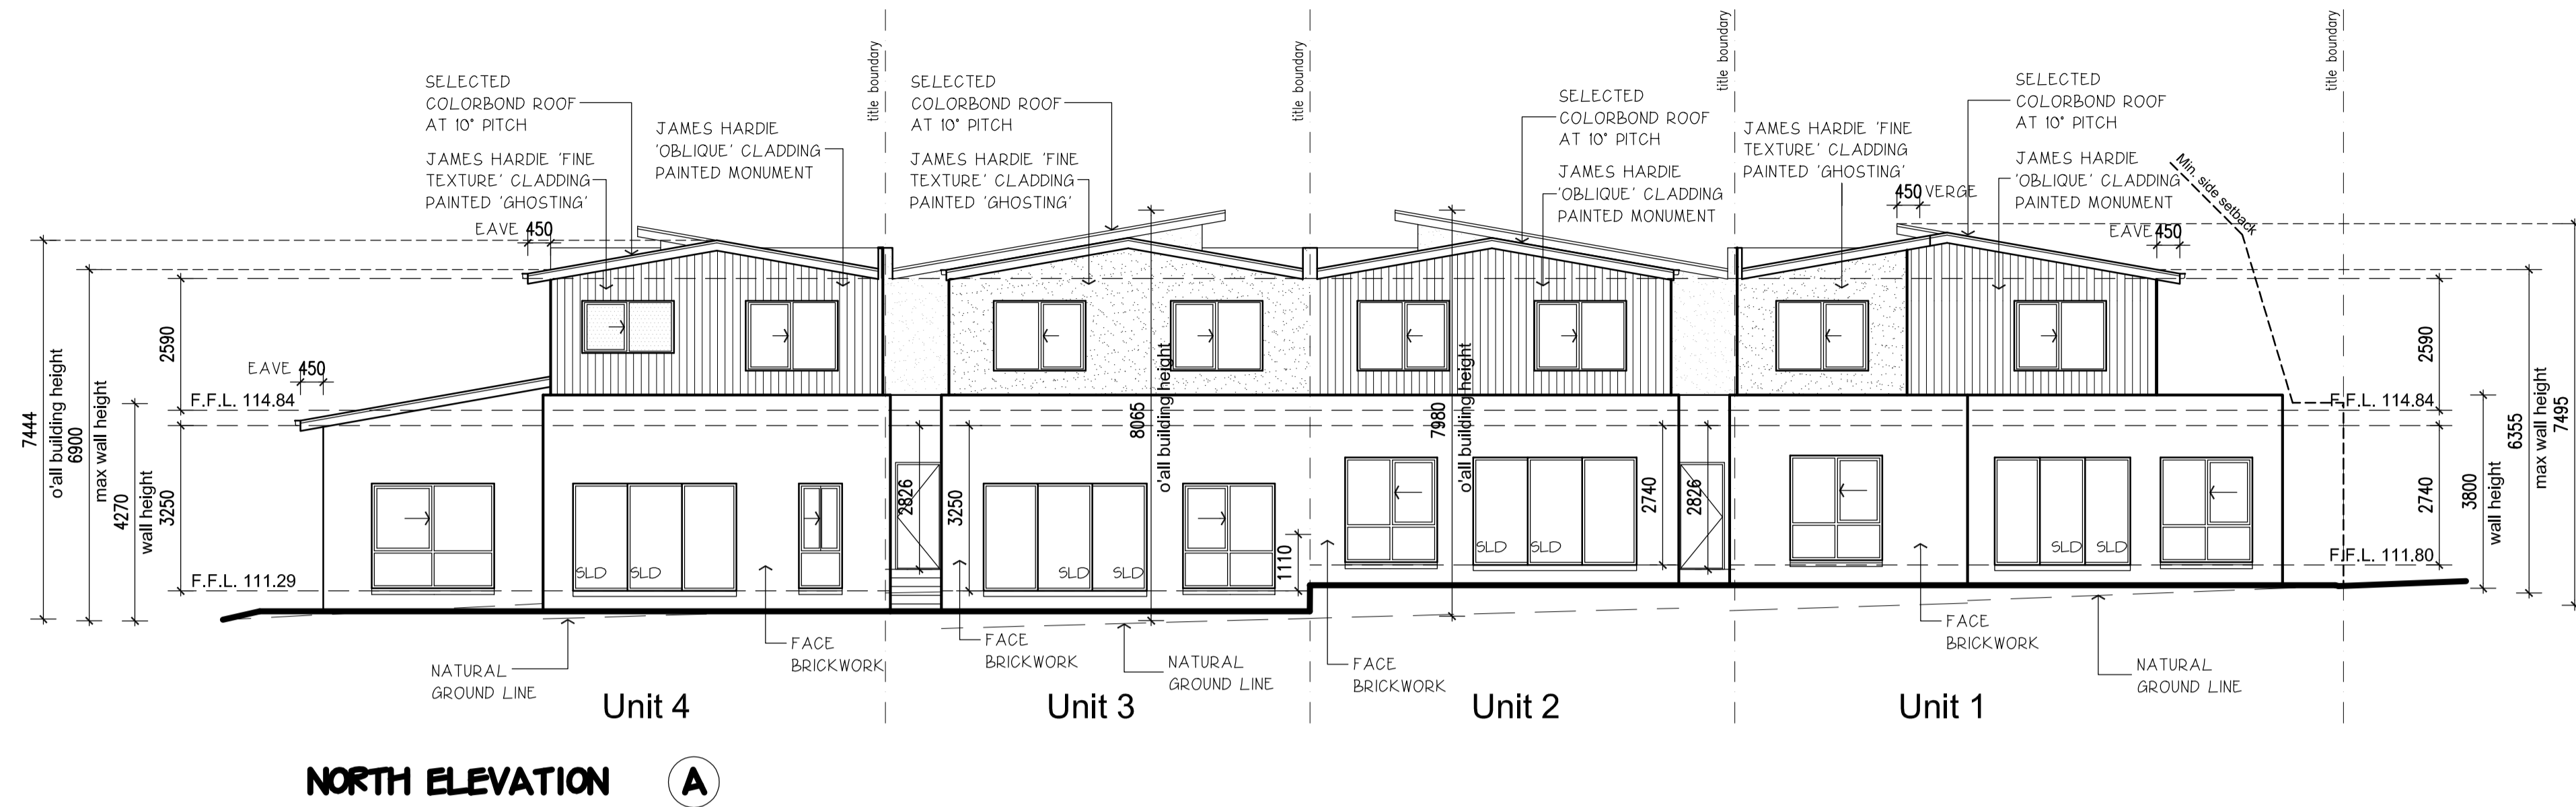 title boundary
title boundary
title boundary
title boundary
SELECTED
COLORBOND ROOF
AT 10° PITCH
JAMES HARDIE 'FINE
TEXTURE' CLADDING
PAINTED 'GHOSTING'
JAMES HARDIE
'OBLIQUE' CLADDING
PAINTED MONUMENT
SELECTED
COLORBOND ROOF
AT 10° PITCH
JAMES HARDIE 'FINE
TEXTURE' CLADDING
PAINTED 'GHOSTING'
SELECTED
COLORBOND ROOF
AT 10° PITCH
JAMES HARDIE
'OBLIQUE' CLADDING
PAINTED MONUMENT
JAMES HARDIE 'FINE
TEXTURE' CLADDING
PAINTED 'GHOSTING'
SELECTED
COLORBOND ROOF
AT 10° PITCH
JAMES HARDIE
'OBLIQUE' CLADDING
PAINTED MONUMENT
Min. side setback
450 VERGE
EAVE 450
EAVE 450
EAVE 450
7444
o'all building height
6900
max wall height
4270
wall height
2590
3250
F.F.L. 114.84
F.F.L. 111.29
2826
3250
8065
o'all building height
1110
7980
o'all building height
2740
2826
F.F.L. 114.84
F.F.L. 111.80
2590
2740
3800
wall height
6355
max wall height
7495
SLD
SLD
SLD
SLD
SLD
SLD
SLD
SLD
NATURAL
GROUND LINE
FACE
BRICKWORK
FACE
BRICKWORK
NATURAL
GROUND LINE
FACE
BRICKWORK
FACE
BRICKWORK
NATURAL
GROUND LINE
Unit 4
Unit 3
Unit 2
Unit 1
NORTH ELEVATION A